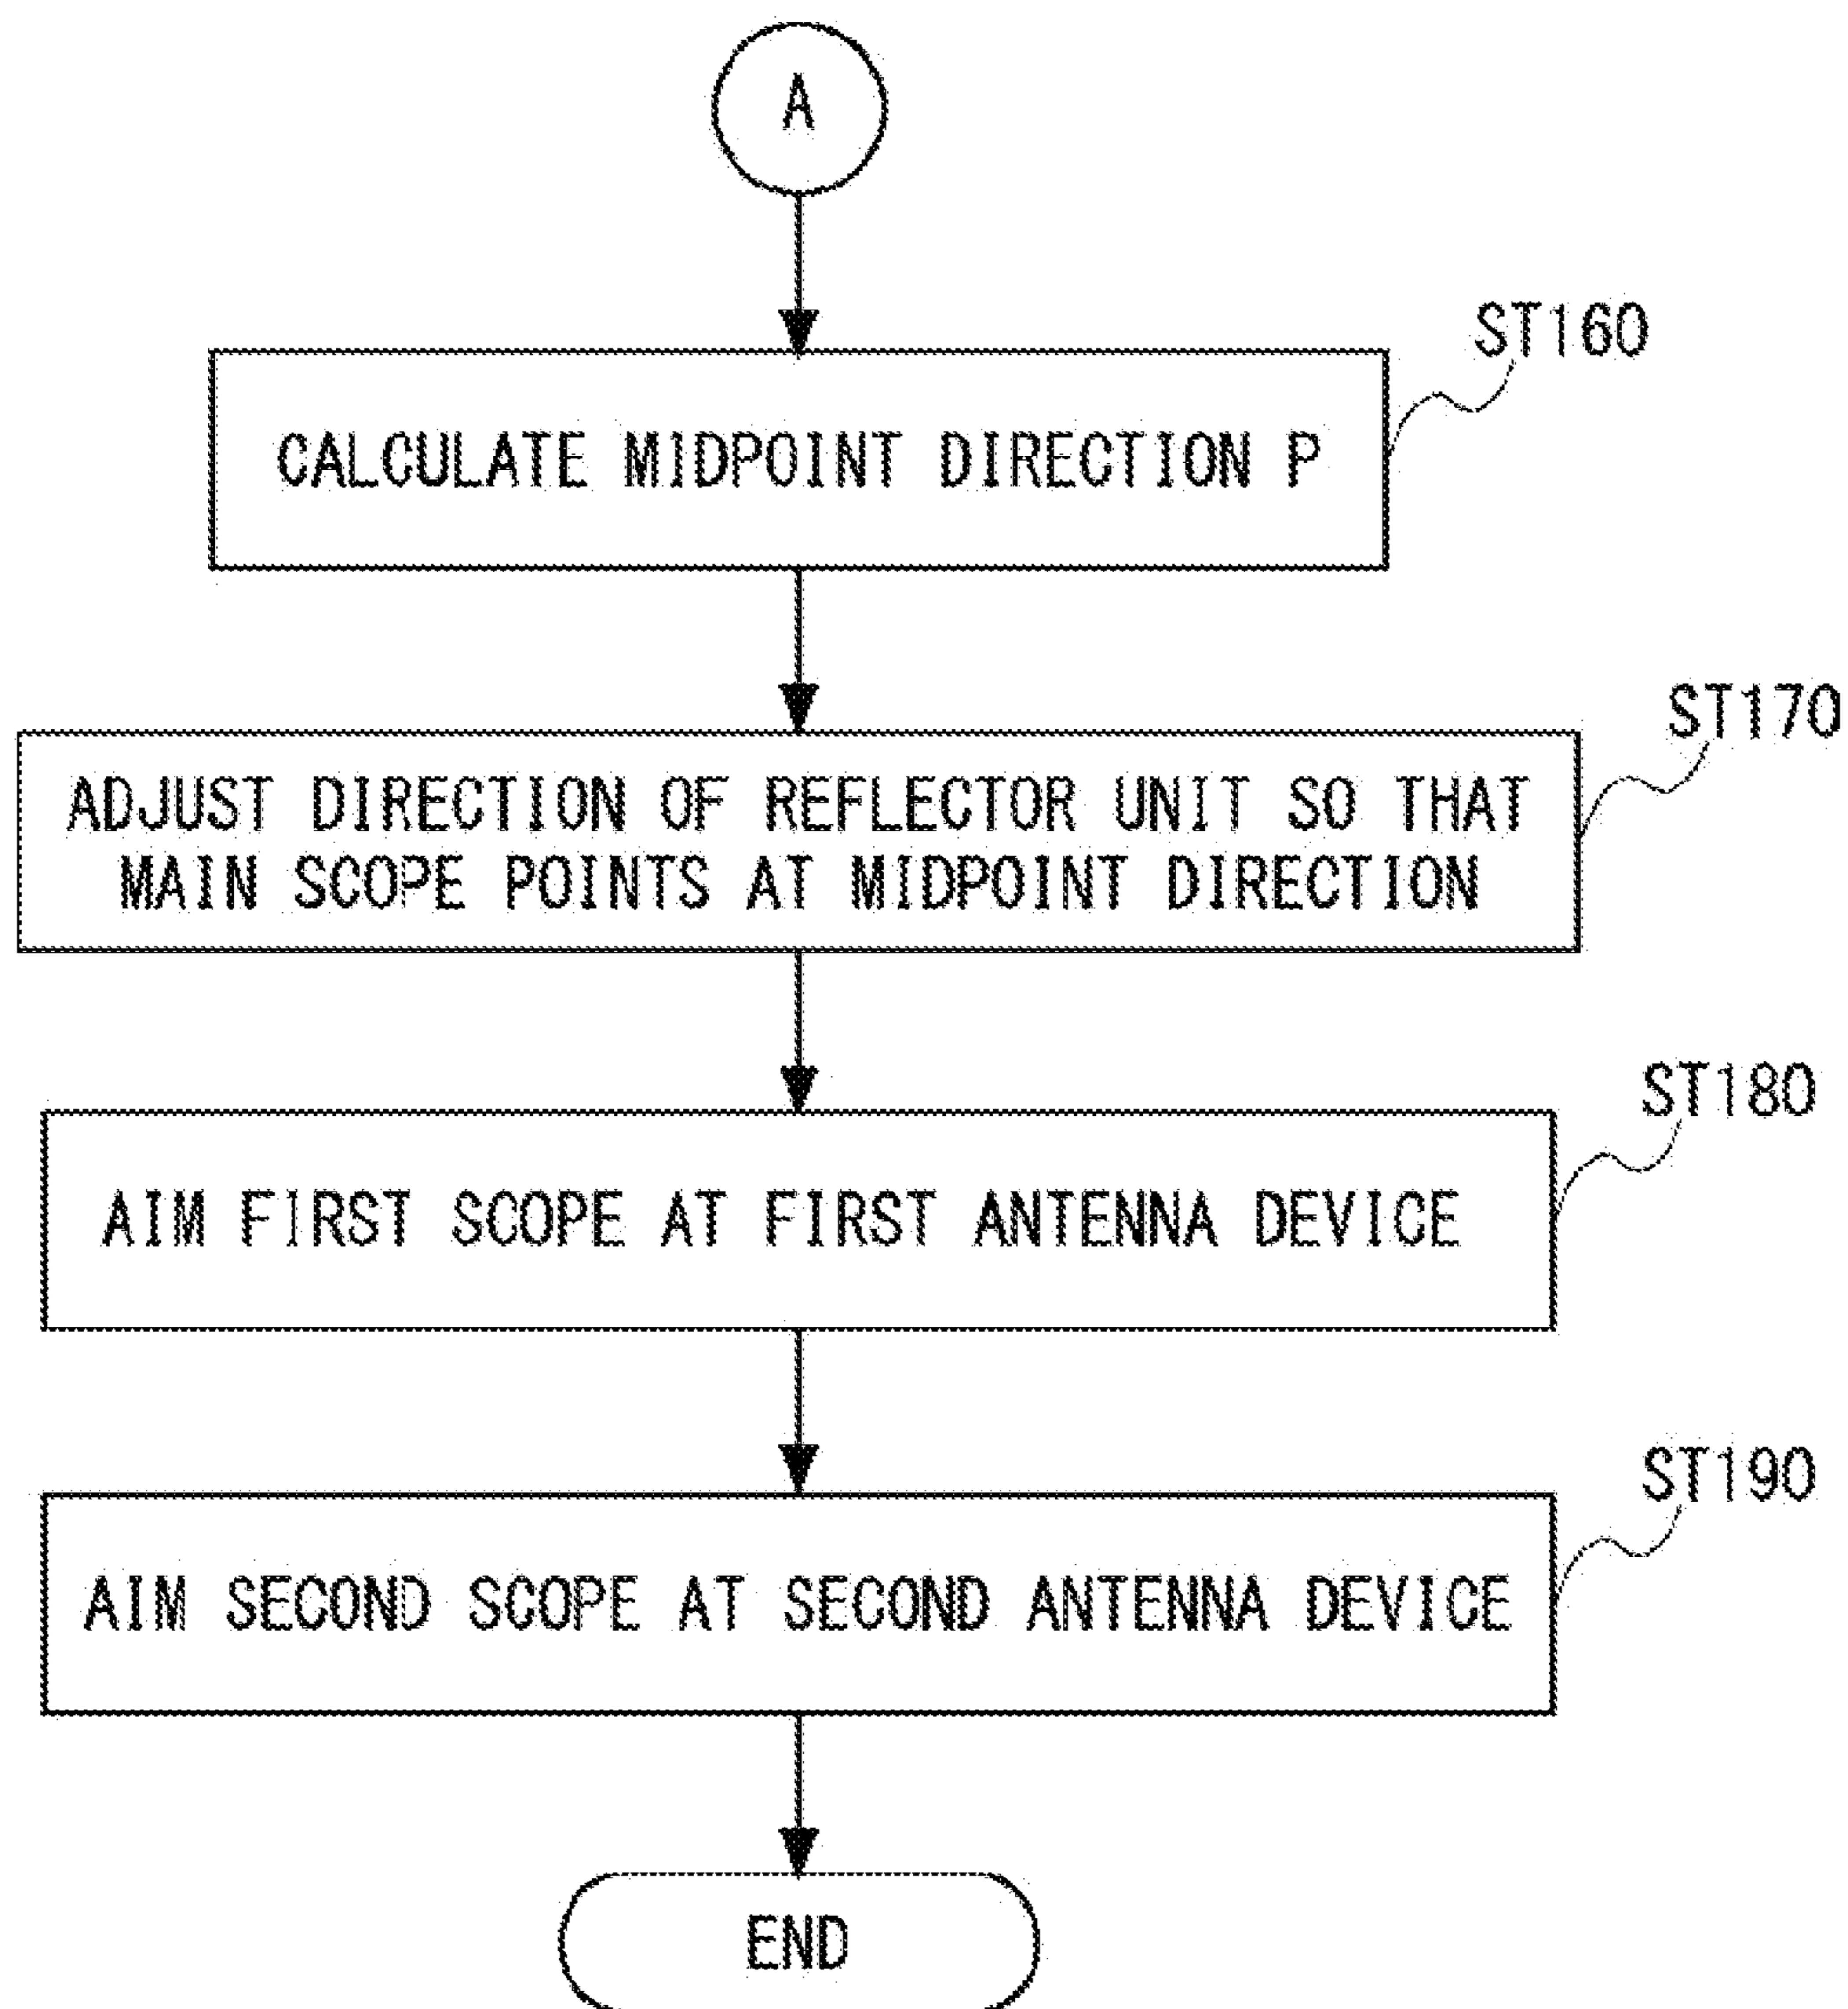 A
ST160
CALCULATE MIDPOINT DIRECTION P
ST170
ADJUST DIRECTION OF REFLECTOR UNIT SO THAT
MAIN SCOPE POINTS AT MIDPOINT DIRECTION
ST180
AIM FIRST SCOPE AT FIRST ANTENNA DEVICE
ST190
AIM SECOND SCOPE AT SECOND ANTENNA DEVICE
END